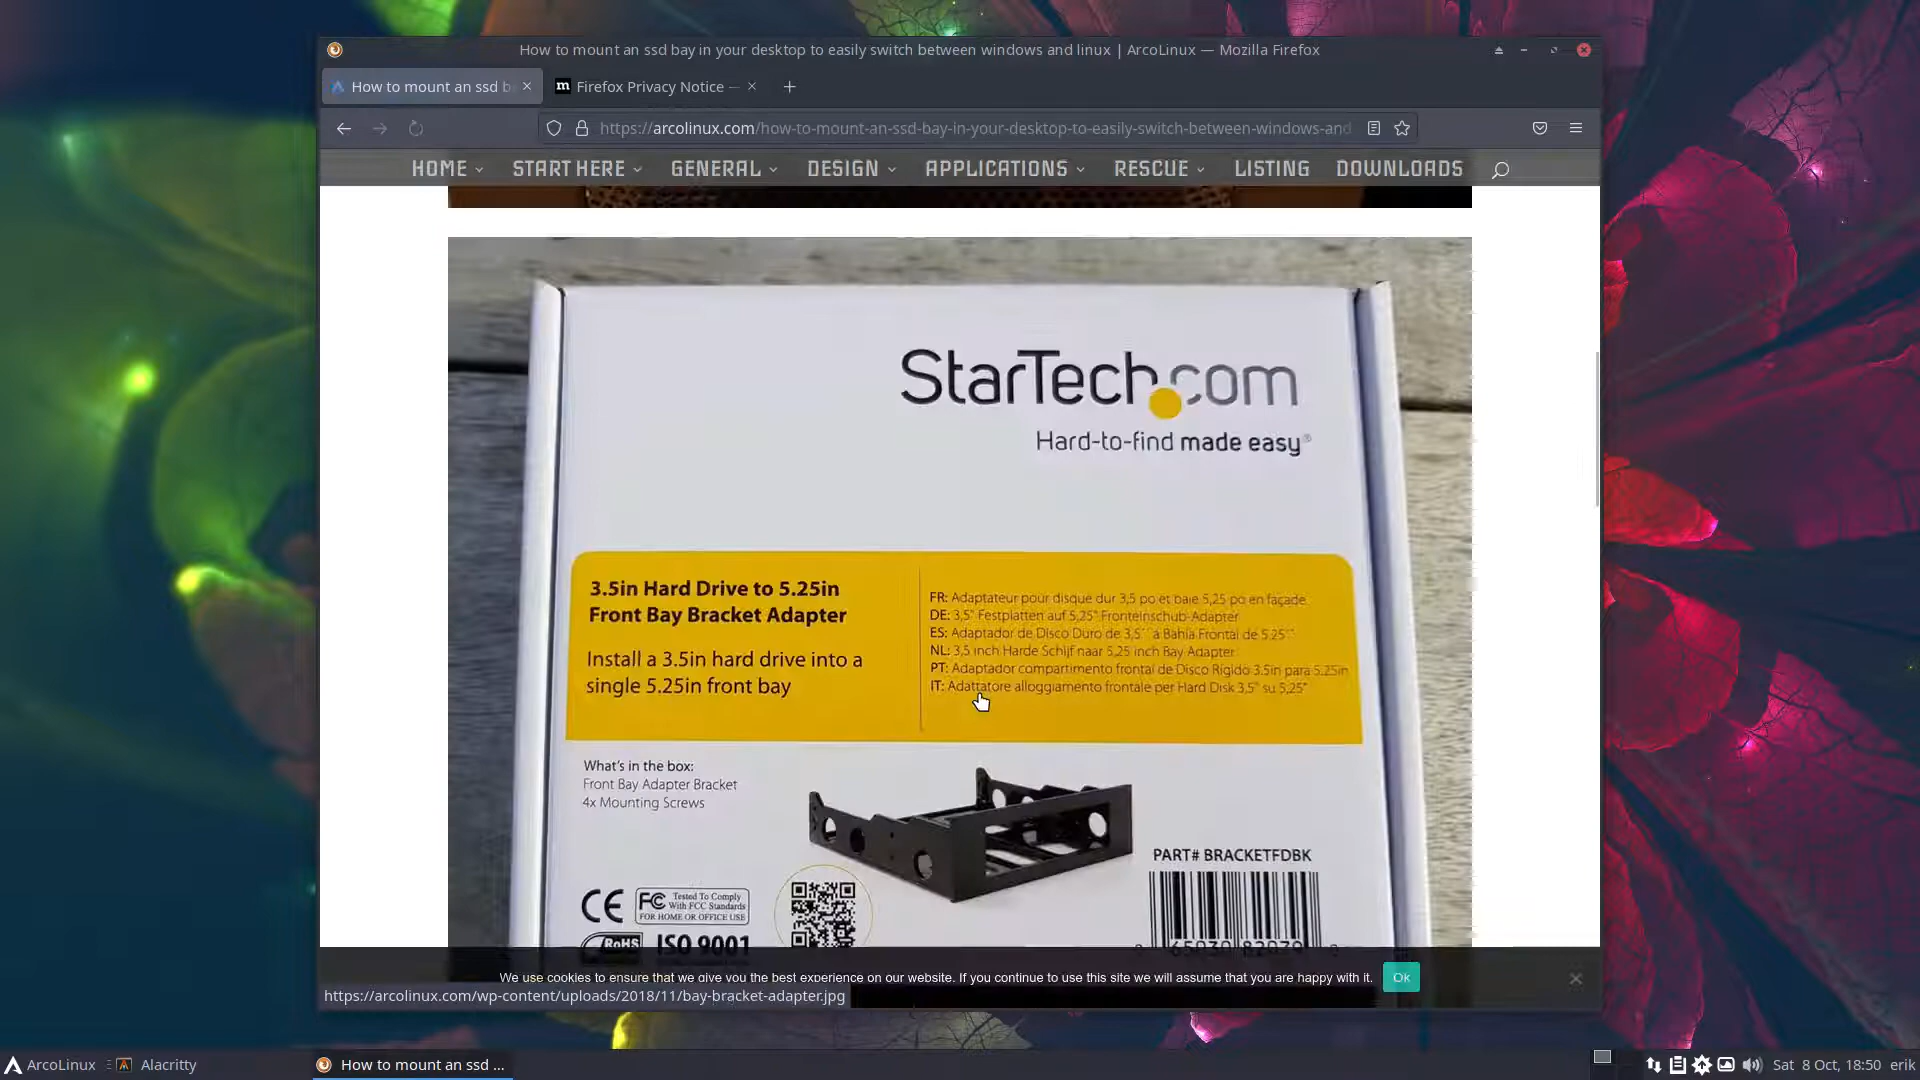 How to mount an ssd bay in your desktop to easily switch between windows and linux | ArcoLinux — Mozilla Firefox
How to mount an ssd b
Firefox Privacy Notice —
https://arcolinux.com/how-to-mount-an-ssd-bay-in-your-desktop-to-easily-switch-between-windows-and
HOME
START HERE
GENERAL
DESIGN
APPLICATIONS
RESCUE
LISTING
DOWNLOADS
StarTech.com
Hard-to-find made easy®
3.5in Hard Drive to 5.25in
Front Bay Bracket Adapter
Install a 3.5in hard drive into a
single 5.25in front bay
FR: Adaptateur pour disque dur 3,5 po et baie 5,25 po en façade
DE: 3,5" Festplatten auf 5,25" Fronteinschub-Adapter
ES: Adaptador de Disco Duro de 3,5´´ a Bahía Frontal de 5.25´´
NL: 3,5 inch Harde Schijf naar 5,25 inch Bay Adapter
PT: Adaptador compartimento frontal de Disco Rígido 3.5in para 5.25in
IT: Adattatore alloggiamento frontale per Hard Disk 3,5" su 5,25"
What's in the box:
Front Bay Adapter Bracket
4x Mounting Screws
PART# BRACKETFDBK
CE
FC Tested To Comply
With FCC Standards
FOR HOME OR OFFICE USE
RoHS
ISO 9001
65030 82039
We use cookies to ensure that we give you the best experience on our website. If you continue to use this site we will assume that you are happy with it.
Ok
https://arcolinux.com/wp-content/uploads/2018/11/bay-bracket-adapter.jpg
ArcoLinux
Alacritty
How to mount an ssd ...
Sat 8 Oct, 18:50
erik